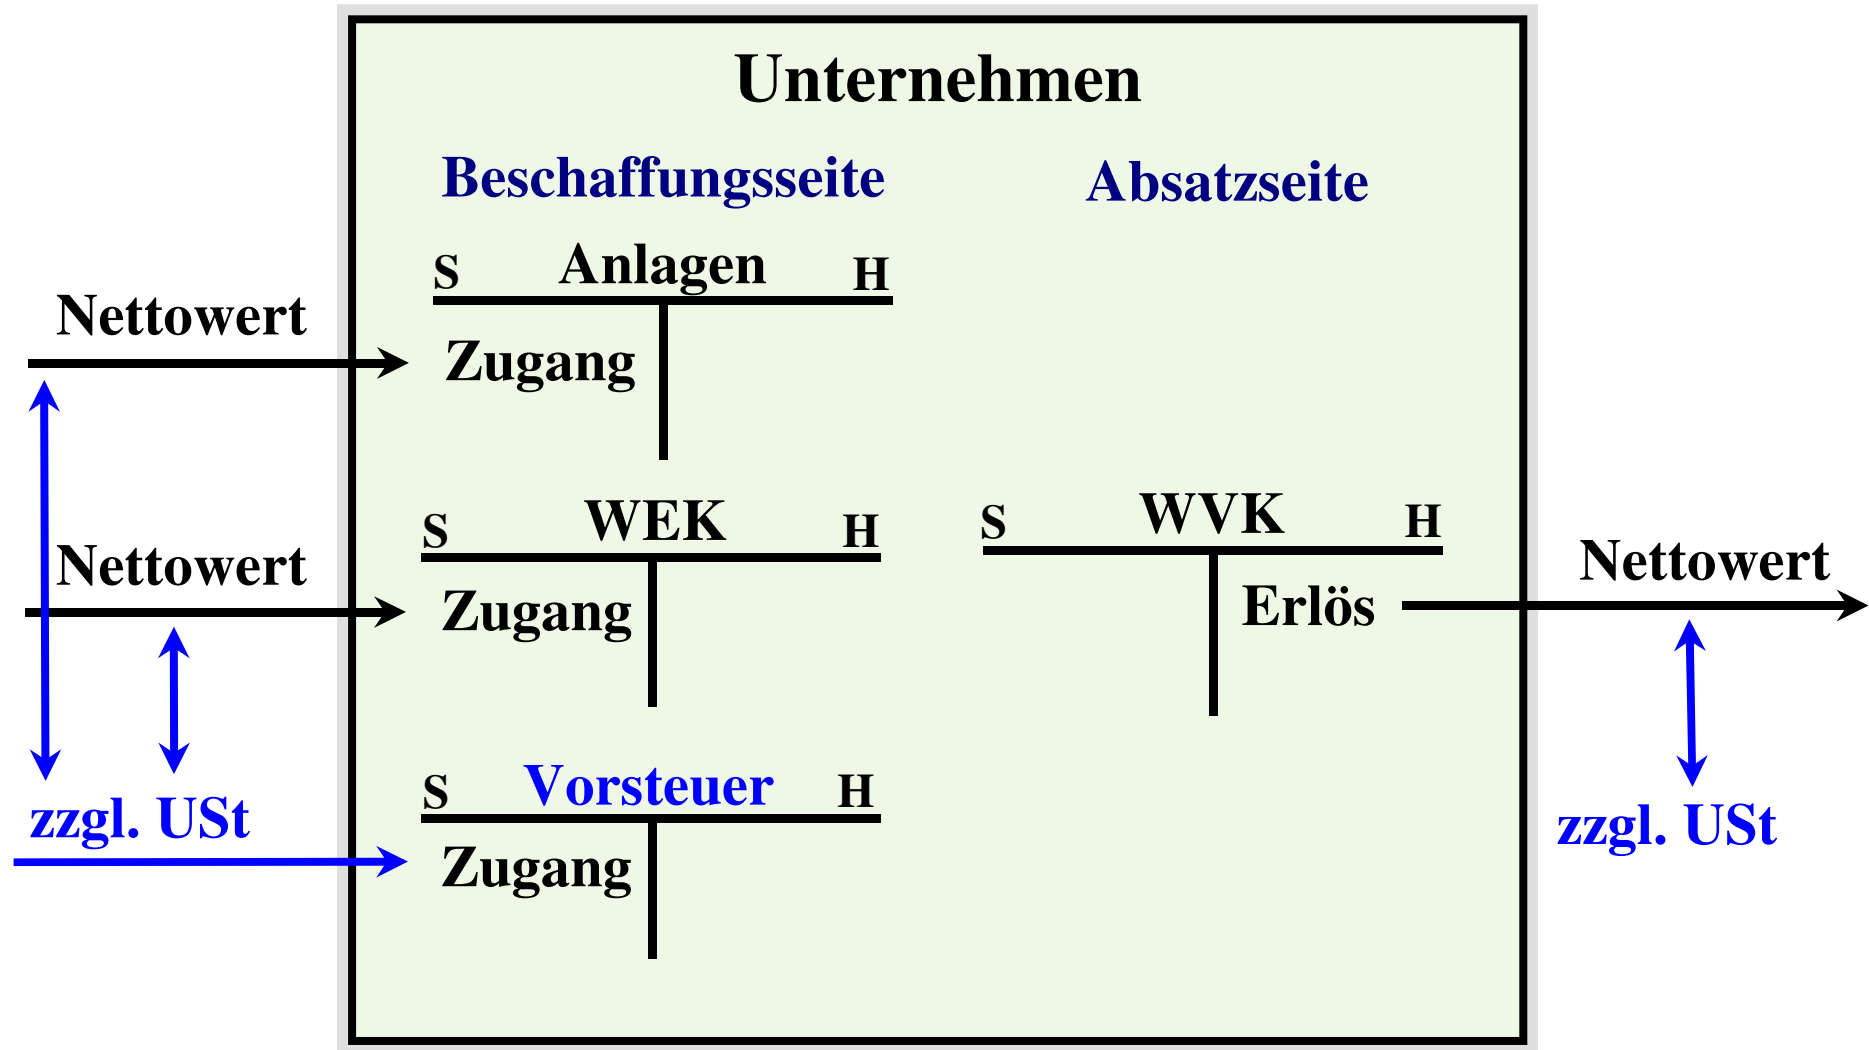 Unternehmen
Beschaffungsseite
Absatzseite
S Anlagen H
Nettowert
Zugang
S WEK H
S WVK H
Nettowert
Zugang
Erlös
Nettowert
S Vorsteuer H
zzgl. USt
Zugang
zzgl. USt